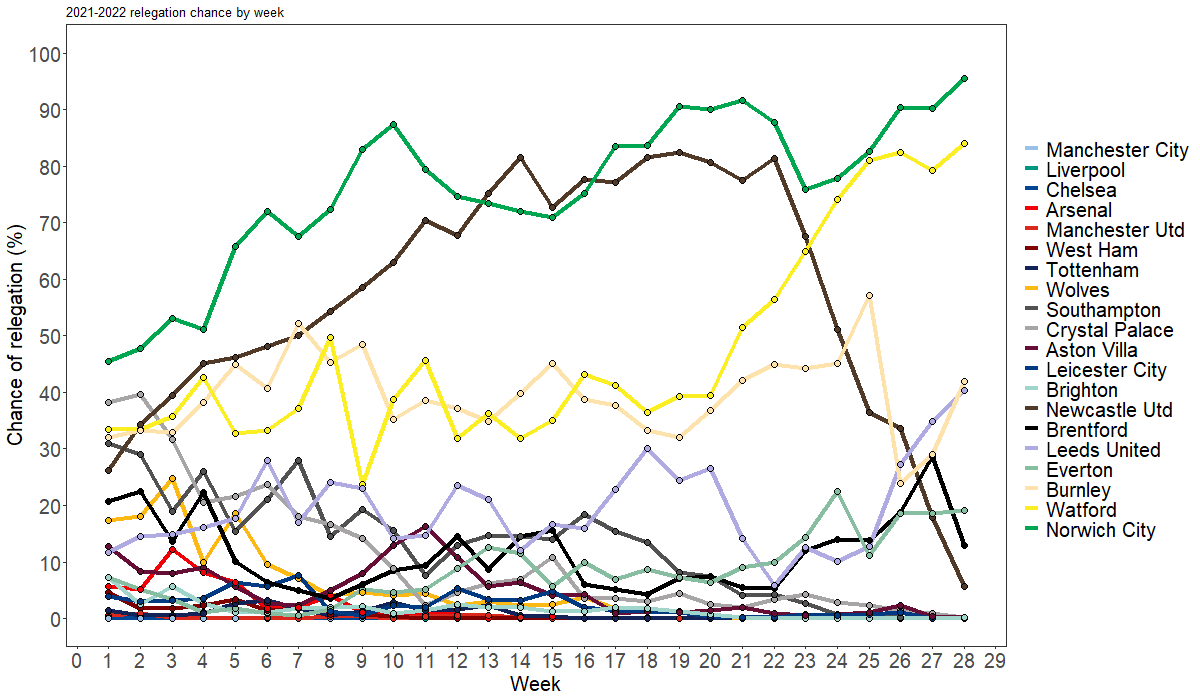 2021-2022 relegation chance by week
Chance of relegation (%)
100
90
80
70
60
50
40
30
20
10
0
0 1 2 3 4 5 6 7 8 9 10 11 12 13 14 15 16 17 18 19 20 21 22 23 24 25 26 27 28 29
Week
Manchester City
Liverpool
Chelsea
Arsenal
Manchester Utd
West Ham
Tottenham
Wolves
Southampton
Crystal Palace
Aston Villa
Leicester City
Brighton
Newcastle Utd
Brentford
Leeds United
Everton
Burnley
Watford
Norwich City